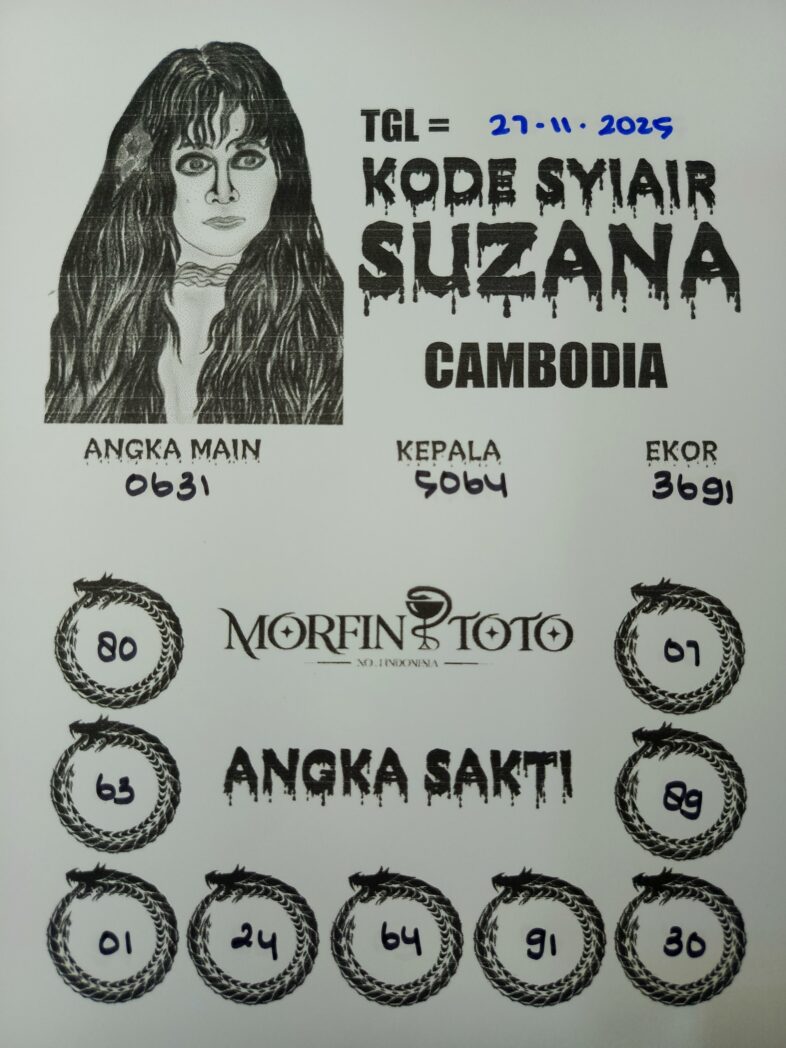 TGL = 27-11-2025
KODE SYIAIR
SUZANA
CAMBODIA
ANGKA MAIN KEPALA EKOR
0631 5064 3691
MORFIN TOTO
NO.1 INDONESIA
80 07
ANGKA SAKTI
63 89
01 24 64 91 30